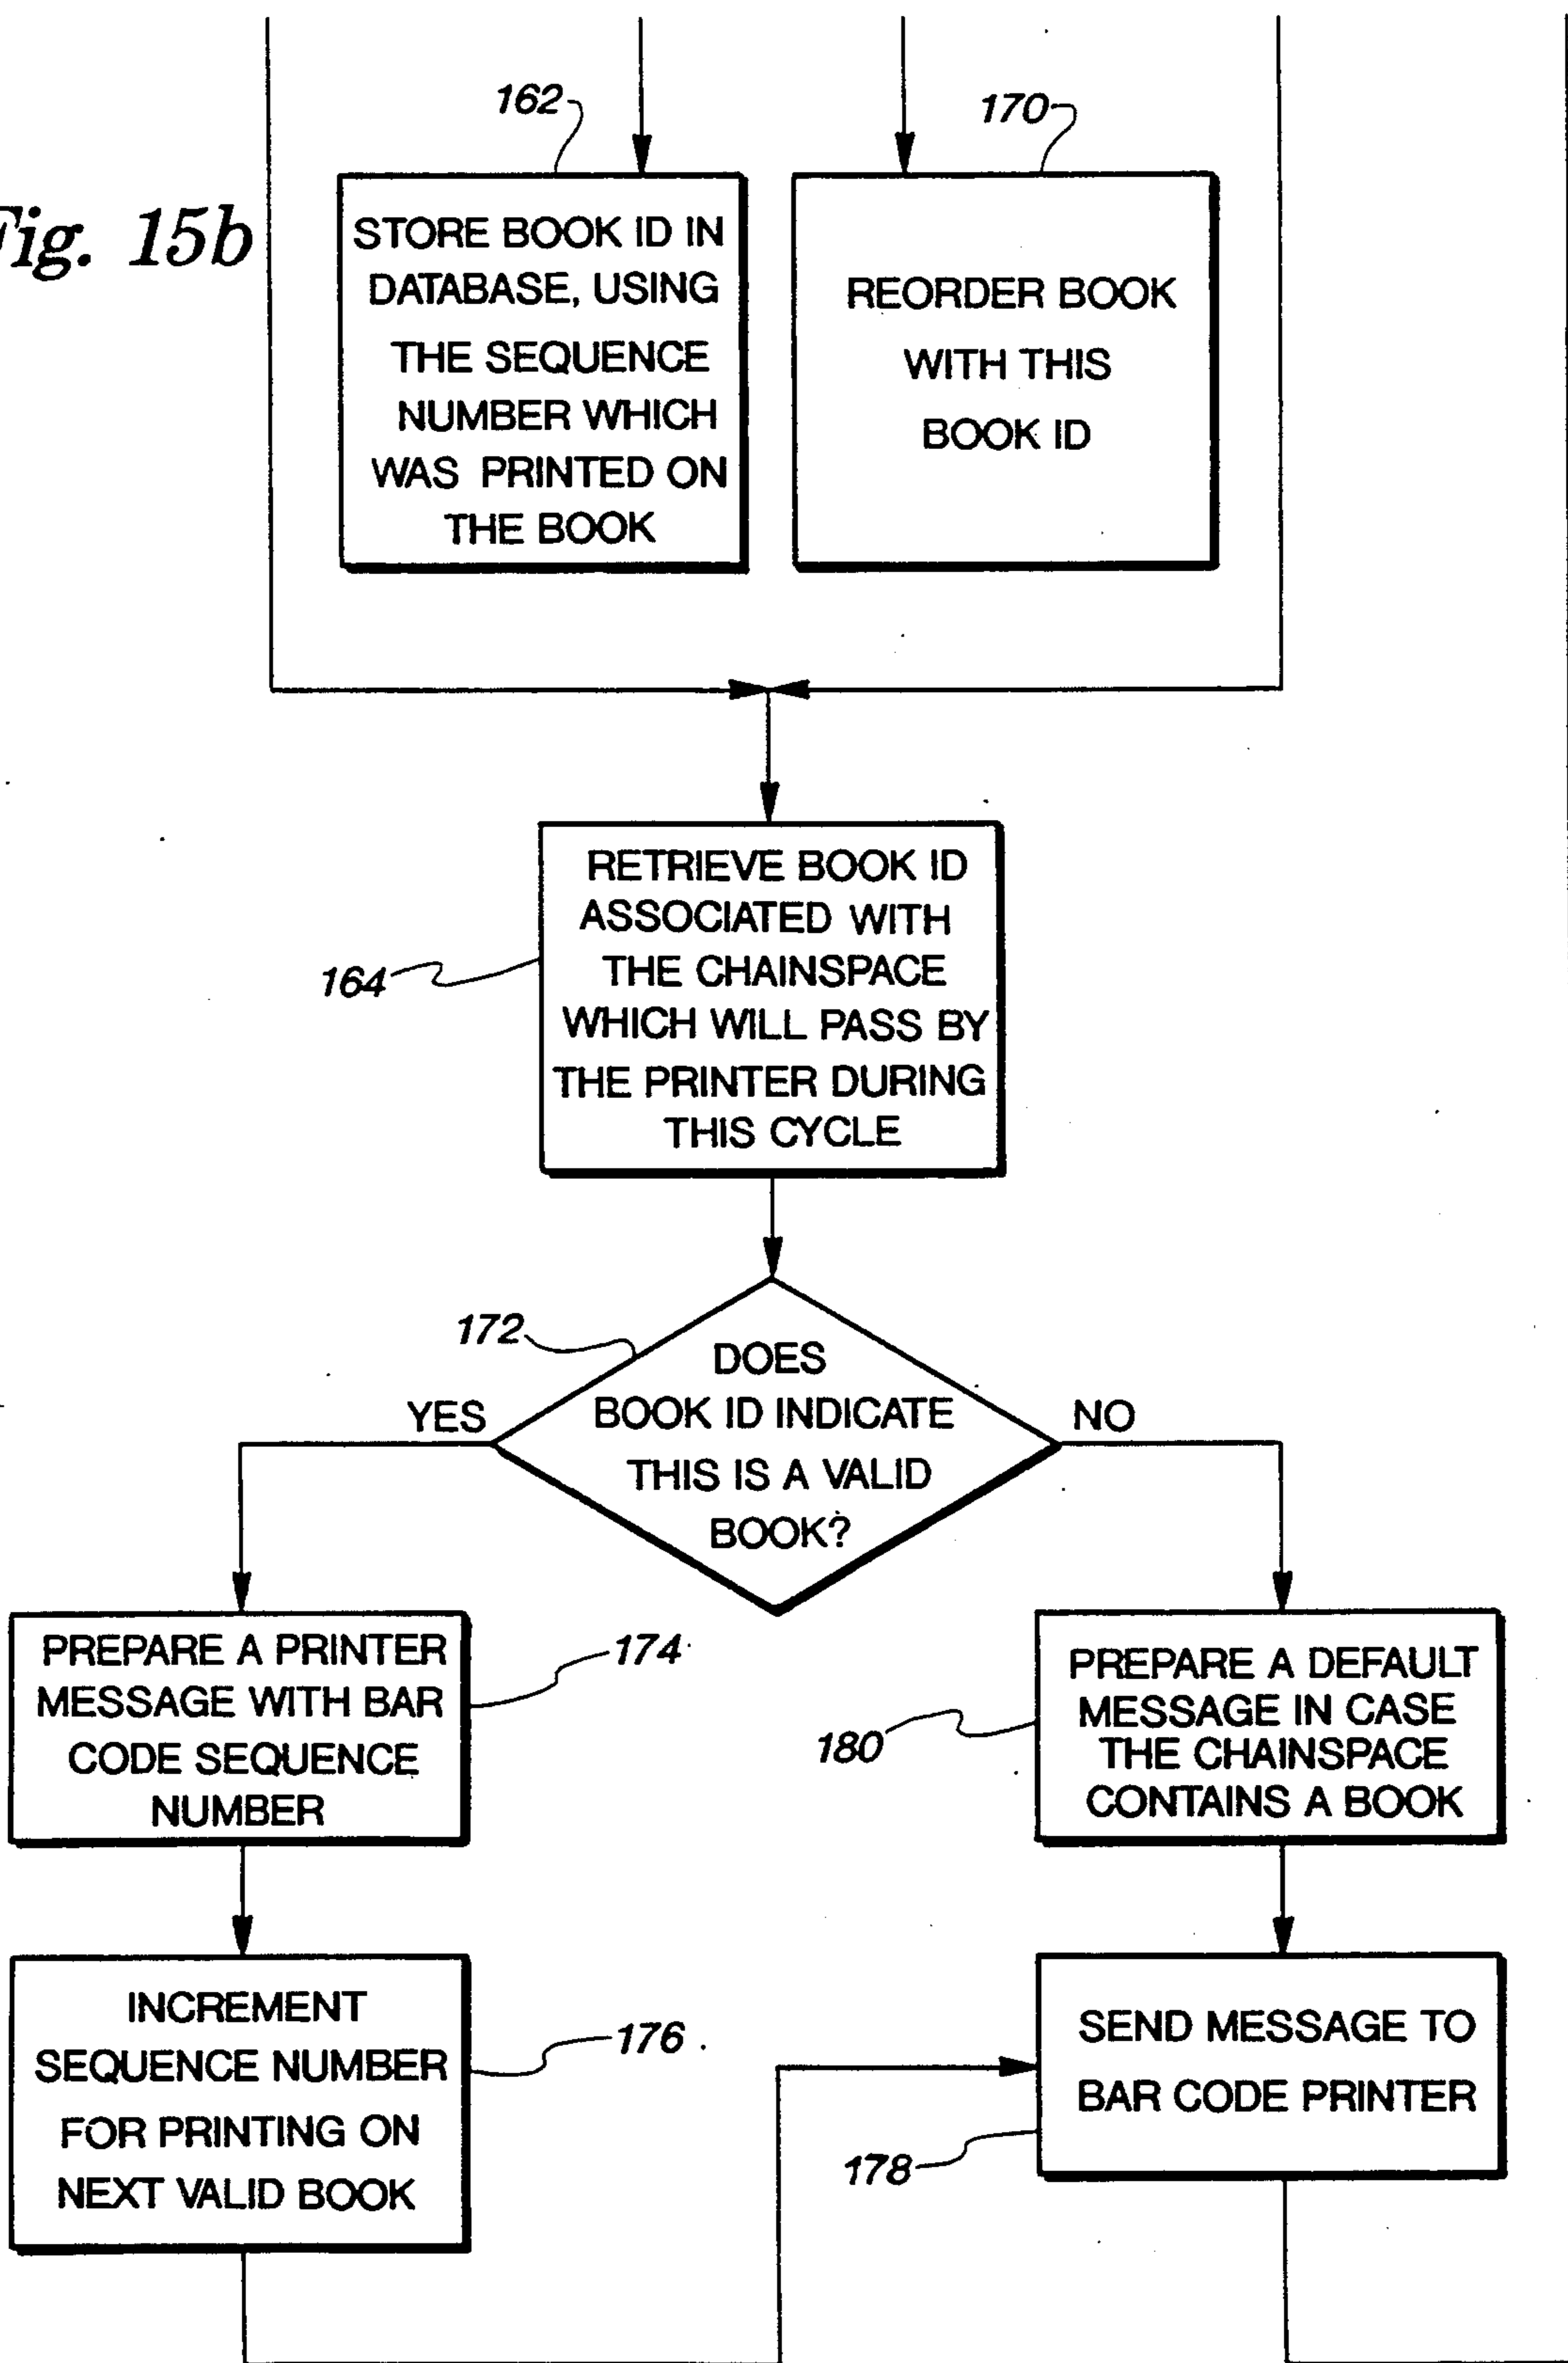 162
170
Fig. 15b
STORE BOOK ID IN
DATABASE, USING
THE SEQUENCE
NUMBER WHICH
WAS PRINTED ON
THE BOOK
REORDER BOOK
WITH THIS
BOOK ID
164
RETRIEVE BOOK ID
ASSOCIATED WITH
THE CHAINSPACE
WHICH WILL PASS BY
THE PRINTER DURING
THIS CYCLE
172
DOES
BOOK ID INDICATE
THIS IS A VALID
BOOK?
YES
NO
PREPARE A PRINTER
MESSAGE WITH BAR
CODE SEQUENCE
NUMBER
174
180
PREPARE A DEFAULT
MESSAGE IN CASE
THE CHAINSPACE
CONTAINS A BOOK
INCREMENT
SEQUENCE NUMBER
FOR PRINTING ON
NEXT VALID BOOK
176
SEND MESSAGE TO
BAR CODE PRINTER
178